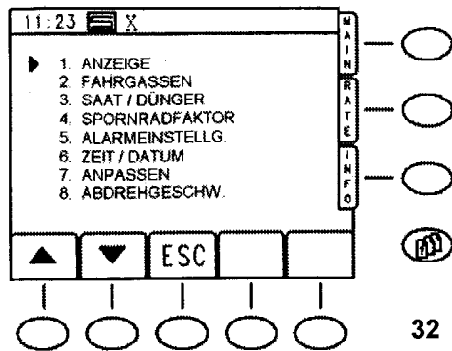 11:23 X
1. ANZEIGE
2. FAHRGASSEN
3. SAAT / DÜNGER
4. SPORNRADFAKTOR
5. ALARMEINSTELLG.
6. ZEIT / DATUM
7. ANPASSEN
8. ABDREHGESCHW.
MAIN
RATE
INFO
ESC
32